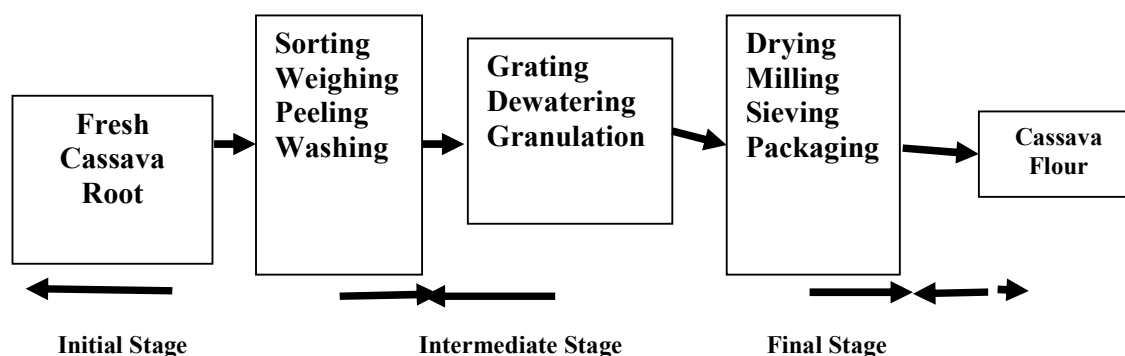 Fresh
Cassava
Root
Sorting
Weighing
Peeling
Washing
Grating
Dewatering
Granulation
Drying
Milling
Sieving
Packaging
Cassava
Flour
Initial Stage
Intermediate Stage
Final Stage